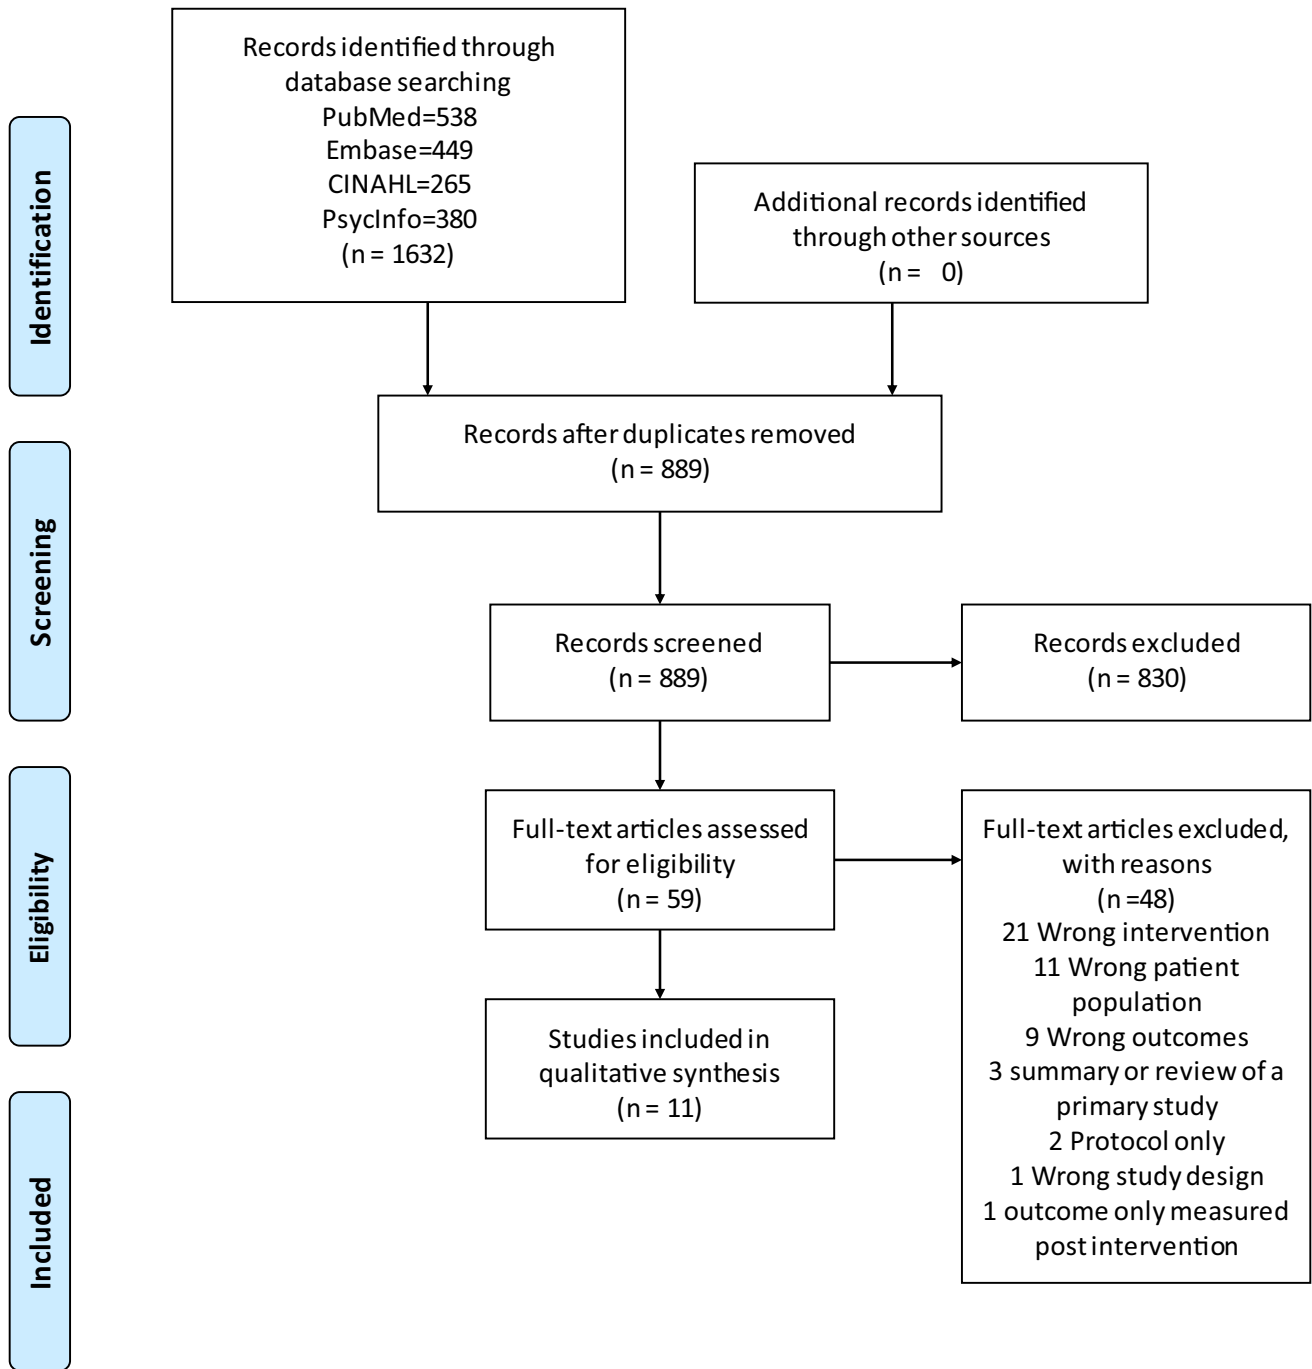 Records identified through
database searching
PubMed=538
Embase=449
CINAHL=265
PsycInfo=380
(n = 1632)
Additional records identified
through other sources
(n = 0)
Identification
Records after duplicates removed
(n = 889)
Screening
Records screened
(n = 889)
Records excluded
(n = 830)
Eligibility
Full-text articles assessed
for eligibility
(n = 59)
Full-text articles excluded,
with reasons
(n =48)
21 Wrong intervention
11 Wrong patient
population
9 Wrong outcomes
3 summary or review of a
primary study
2 Protocol only
1 Wrong study design
1 outcome only measured
post intervention
Studies included in
qualitative synthesis
(n = 11)
Included